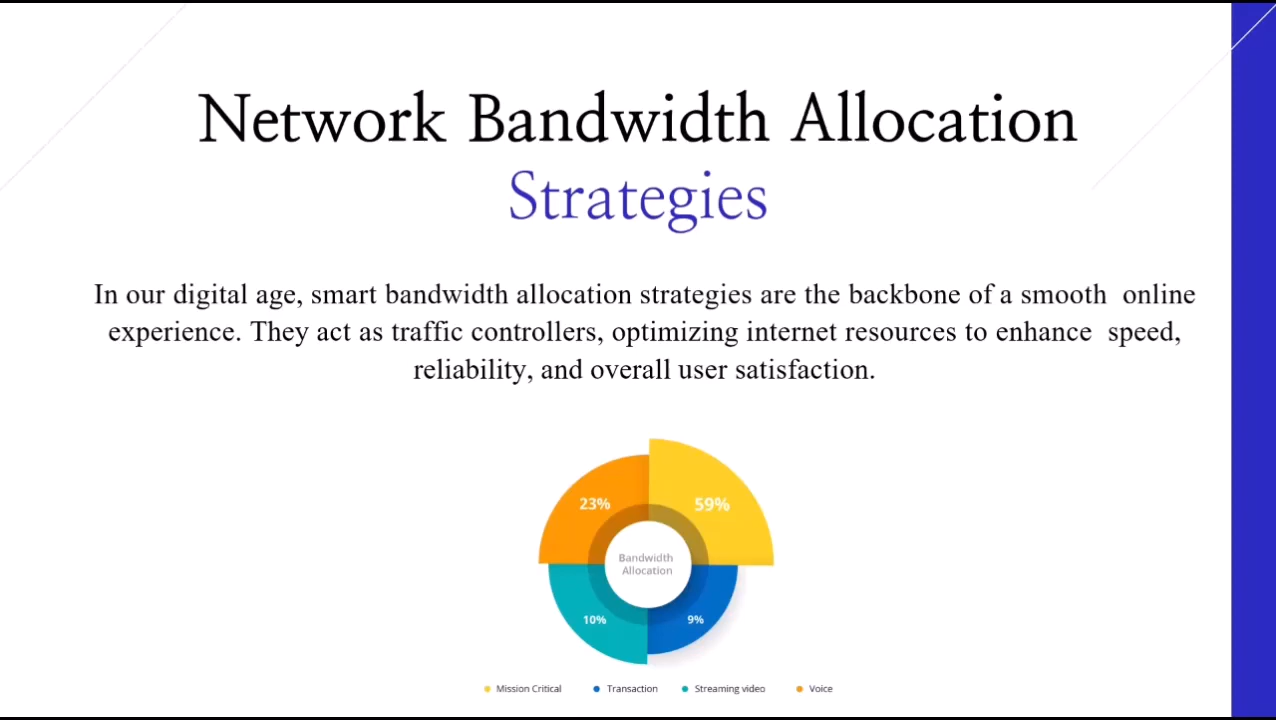 Network Bandwidth Allocation
Strategies
In our digital age, smart bandwidth allocation strategies are the backbone of a smooth online
experience. They act as traffic controllers, optimizing internet resources to enhance speed,
reliability, and overall user satisfaction.
23%
59%
Bandwidth
Allocation
10%
9%
Mission Critical
Transaction
Streaming video
Voice